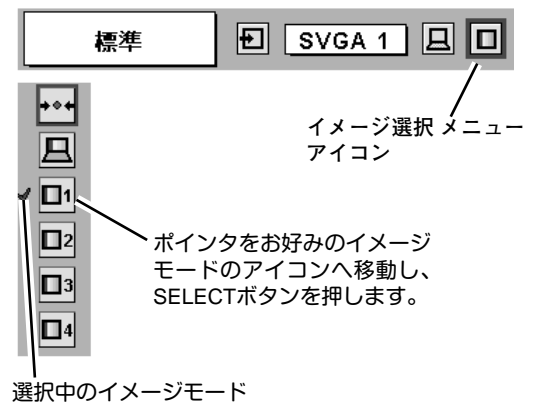 標準
SVGA 1
イメージ選択 メニュー
アイコン
1
2
3
4
ポインタをお好みのイメージ
モードのアイコンへ移動し、
SELECTボタンを押します。
選択中のイメージモード